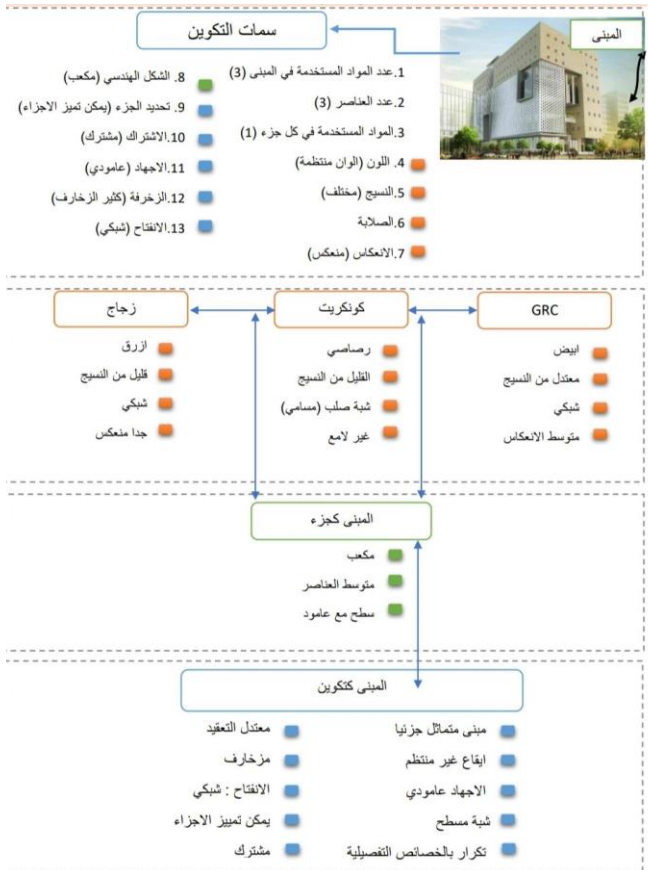 المبنى
سمات التكوين
1.عدد المواد المستخدمة في المبنى (3)
2.عدد العناصر (3)
3.المواد المستخدمة في كل جزء (1)
4. اللون (الوان منتظمة)
5.النسيج (مختلف)
6.الصلابة
7.الانعكاس (منعكس)
8. الشكل الهندسي (مكعب)
9. تحديد الجزء (يمكن تميز الاجزاء)
10.الاشتراك (مشترك)
11.الاجهاد (عامودي)
12.الزخرفة (كثير الزخارف)
13.الانفتاح (شبكي)
GRC
ابيض
معتدل من النسيج
شبكي
متوسط الانعكاس
كونكريت
رصاصي
القليل من النسيج
شبة صلب (مسامي)
غير لامع
زجاج
ازرق
قليل من النسيج
شبكي
جدا منعكس
المبنى كجزء
مكعب
متوسط العناصر
سطح مع عامود
المبنى كتكوين
مبنى متماثل جزئيا
ايقاع غير منتظم
الاجهاد عامودي
شبة مسطح
تكرار بالخصائص التفصيلية
معتدل التعقيد
مزخارف
الانفتاح : شبكي
يمكن تمييز الاجزاء
مشترك